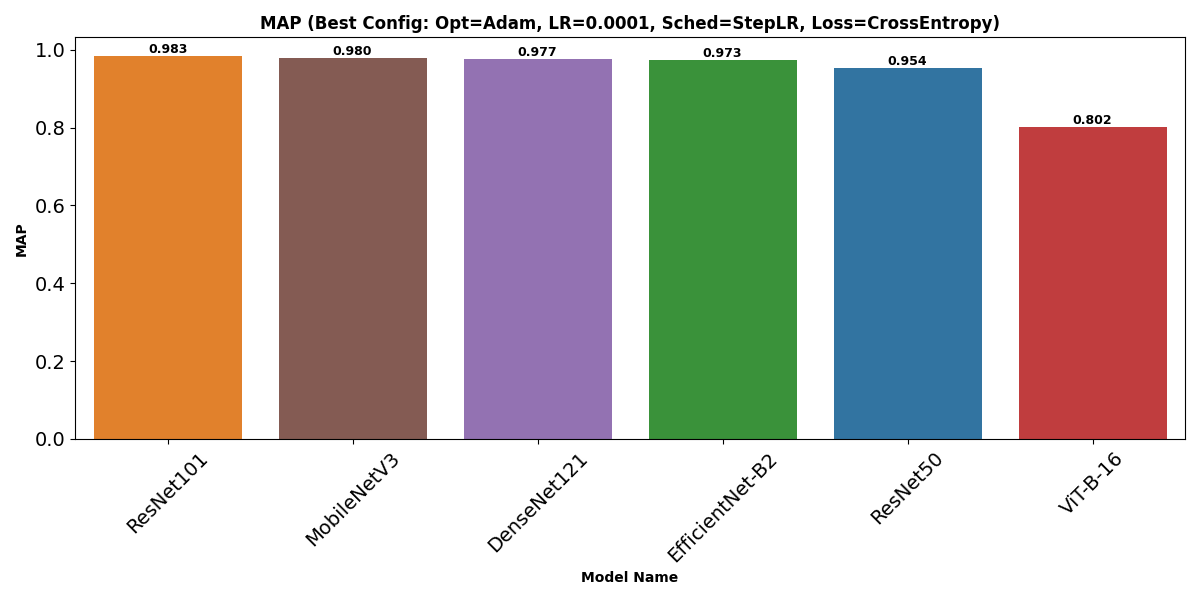 MAP (Best Config: Opt=Adam, LR=0.0001, Sched=StepLR, Loss=CrossEntropy)
1.0
0.8
0.6
0.4
0.2
0.0
MAP
0.983
0.980
0.977
0.973
0.954
0.802
ResNet101
MobileNetV3
DenseNet121
EfficientNet-B2
ResNet50
ViT-B-16
Model Name